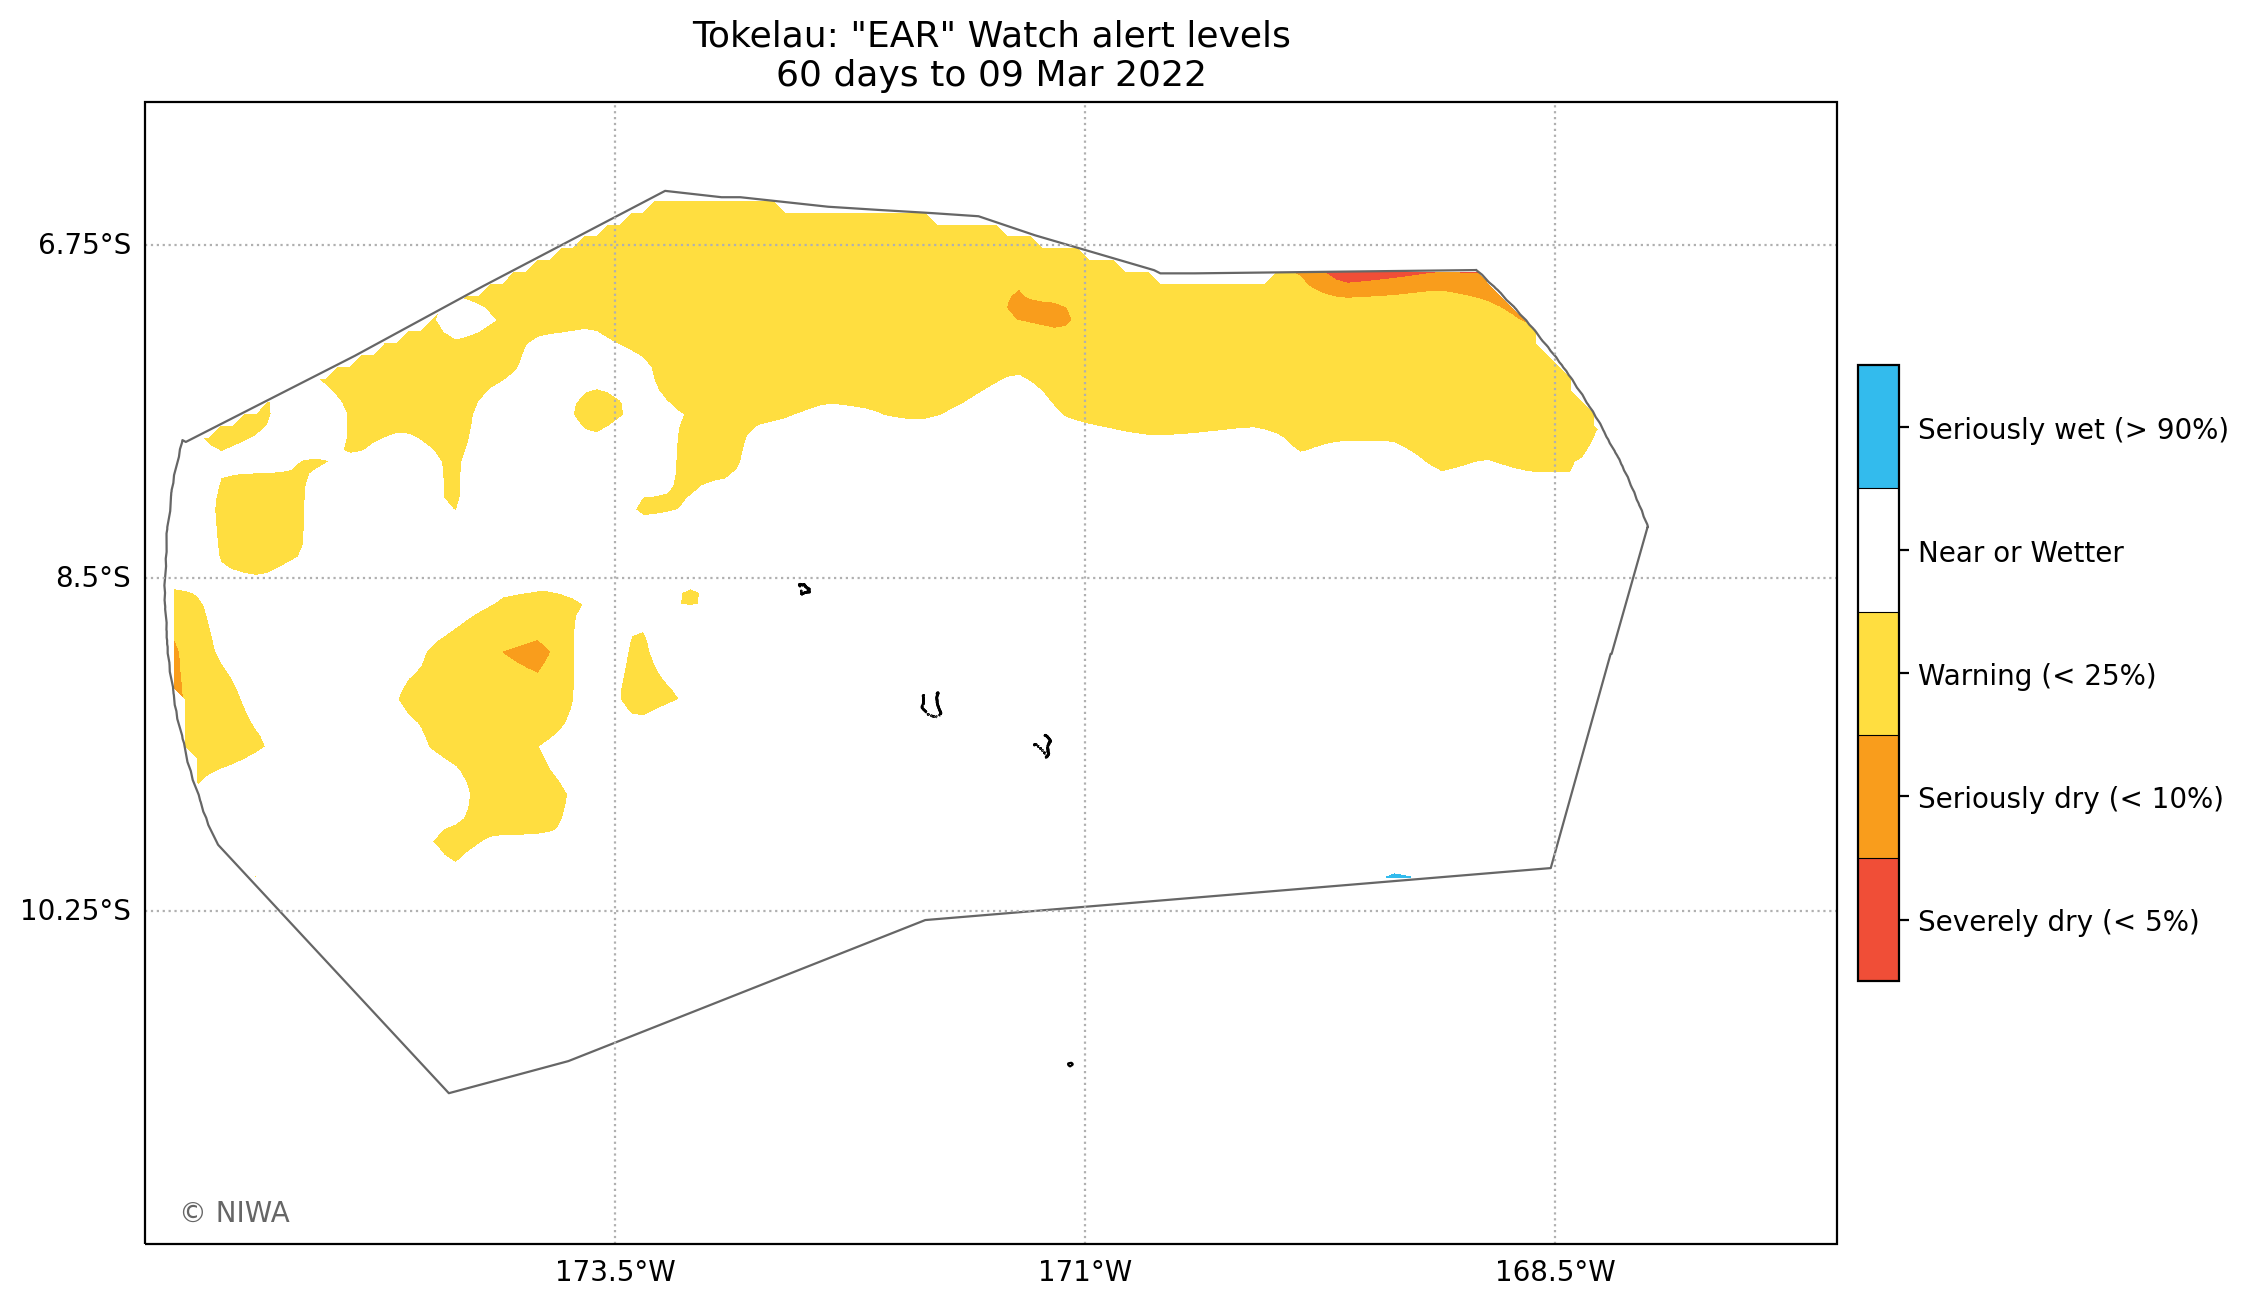 Tokelau: "EAR" Watch alert levels
60 days to 09 Mar 2022
6.75°S
8.5°S
10.25°S
173.5°W
171°W
168.5°W
Seriously wet (> 90%)
Near or Wetter
Warning (< 25%)
Seriously dry (< 10%)
Severely dry (< 5%)
© NIWA